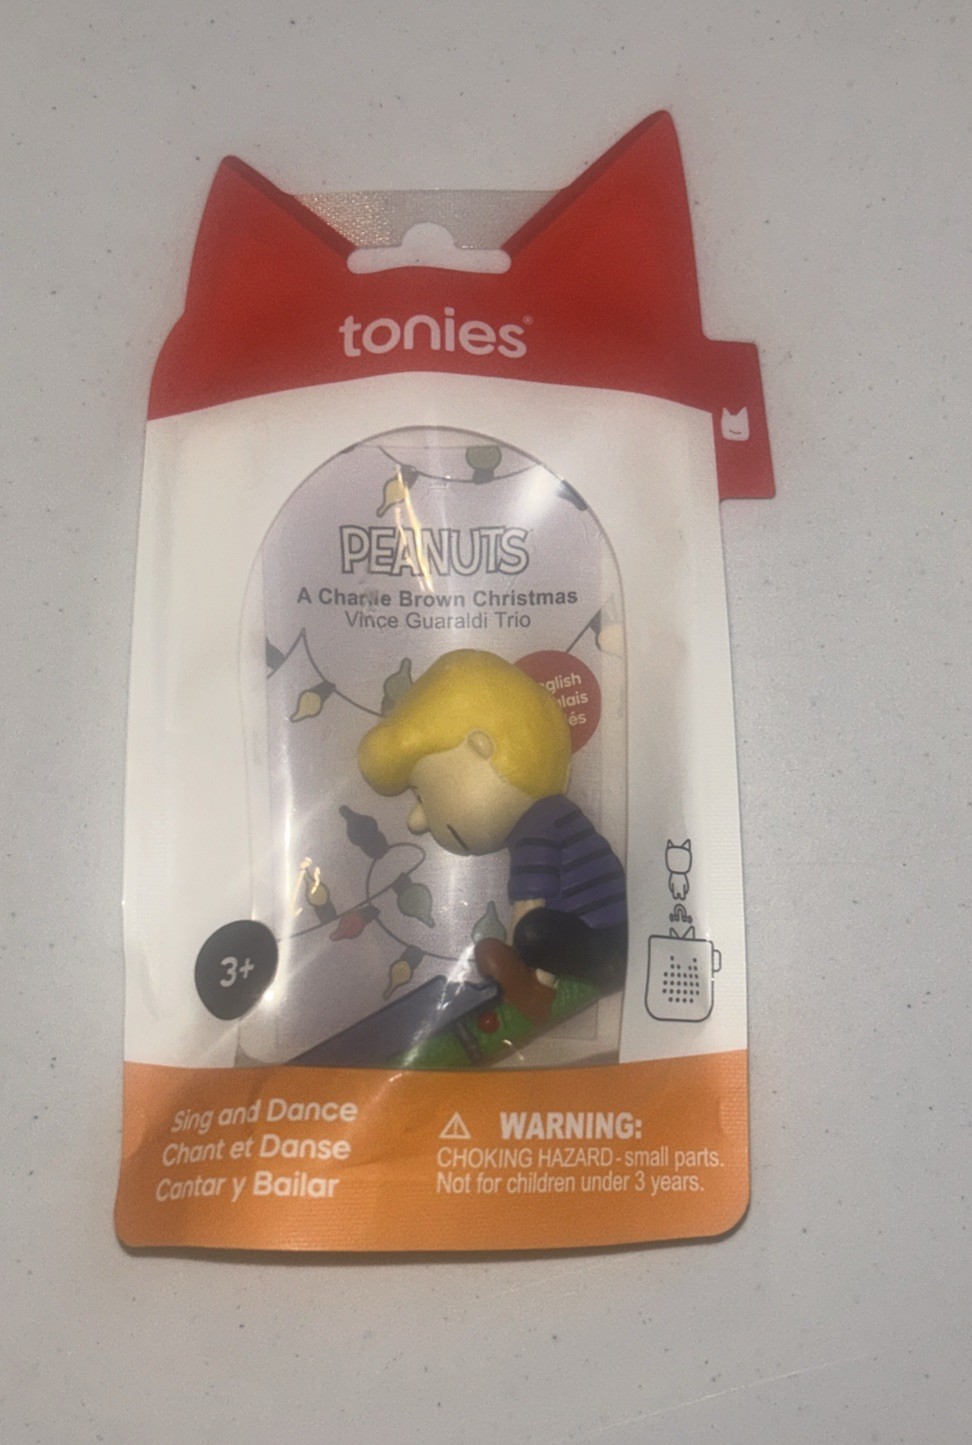 tonies®
PEANUTS
A Charlie Brown Christmas
Vince Guaraldi Trio
3+
Sing and Dance
Chant et Danse
Cantar y Bailar
WARNING:
CHOKING HAZARD - small parts.
Not for children under 3 years.